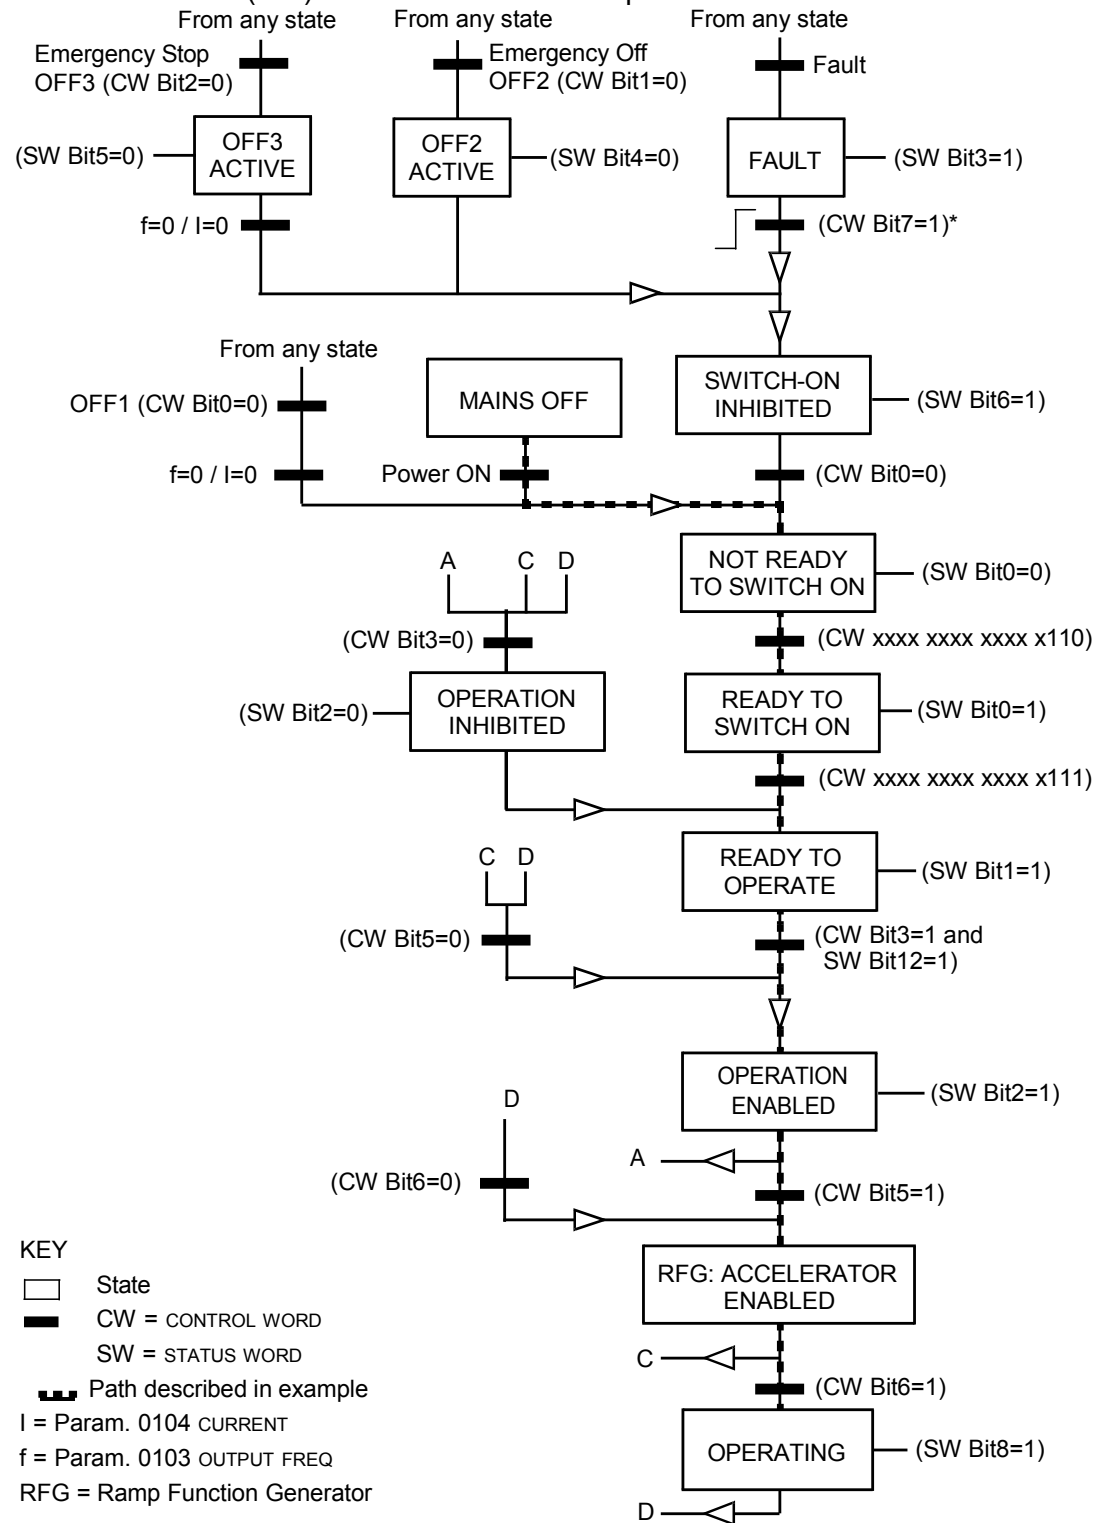 From any state
From any state
From any state
Emergency Stop
OFF3 (CW Bit2=0)
Emergency Off
OFF2 (CW Bit1=0)
Fault
(SW Bit5=0)
OFF3
ACTIVE
OFF2
ACTIVE
(SW Bit4=0)
FAULT
(SW Bit3=1)
f=0 / I=0
(CW Bit7=1)*
From any state
OFF1 (CW Bit0=0)
MAINS OFF
SWITCH-ON
INHIBITED
(SW Bit6=1)
f=0 / I=0
Power ON
(CW Bit0=0)
A
C
D
NOT READY
TO SWITCH ON
(SW Bit0=0)
(CW Bit3=0)
(CW xxxx xxxx xxxx x110)
(SW Bit2=0)
OPERATION
INHIBITED
READY TO
SWITCH ON
(SW Bit0=1)
(CW xxxx xxxx xxxx x111)
C
D
READY TO
OPERATE
(SW Bit1=1)
(CW Bit5=0)
(CW Bit3=1 and
SW Bit12=1)
OPERATION
ENABLED
(SW Bit2=1)
D
A
(CW Bit6=0)
(CW Bit5=1)
RFG: ACCELERATOR
ENABLED
C
(CW Bit6=1)
OPERATING
(SW Bit8=1)
D
KEY
State
CW = CONTROL WORD
SW = STATUS WORD
Path described in example
I = Param. 0104 CURRENT
f = Param. 0103 OUTPUT FREQ
RFG = Ramp Function Generator